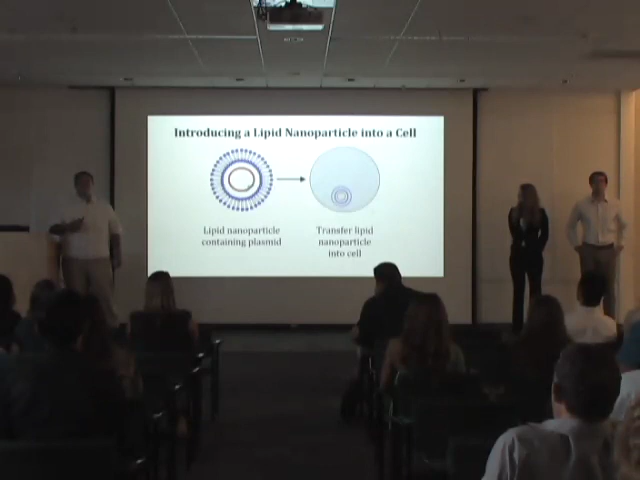 Introducing a Lipid Nanoparticle into a Cell
Lipid nanoparticle
containing plasmid
Transfer lipid
nanoparticle
into cell